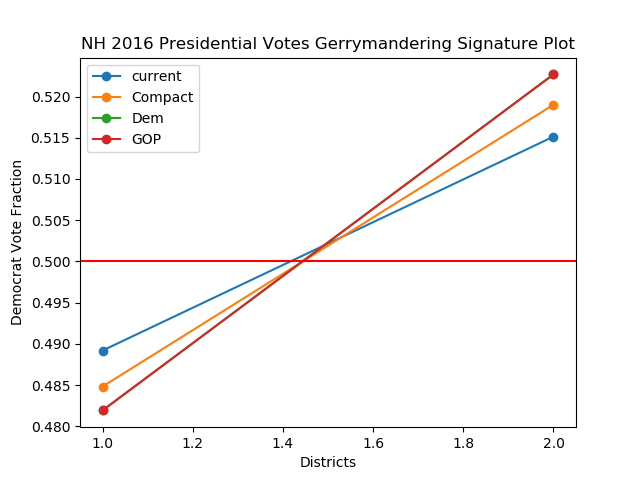 NH 2016 Presidential Votes Gerrymandering Signature Plot
current
Compact
Dem
GOP
0.520
0.515
0.510
0.505
0.500
0.495
0.490
0.485
0.480
Democrat Vote Fraction
1.0 1.2 1.4 1.6 1.8 2.0
Districts